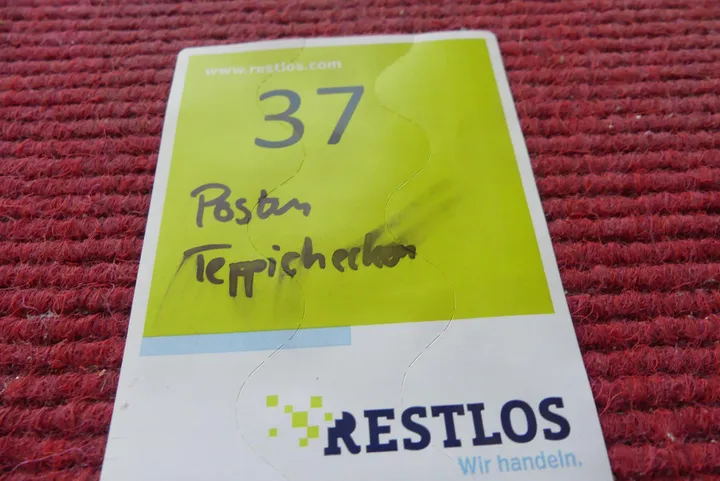 www.restlos.com
37
Posten
Teppichecken
RESTLOS
Wir handeln.